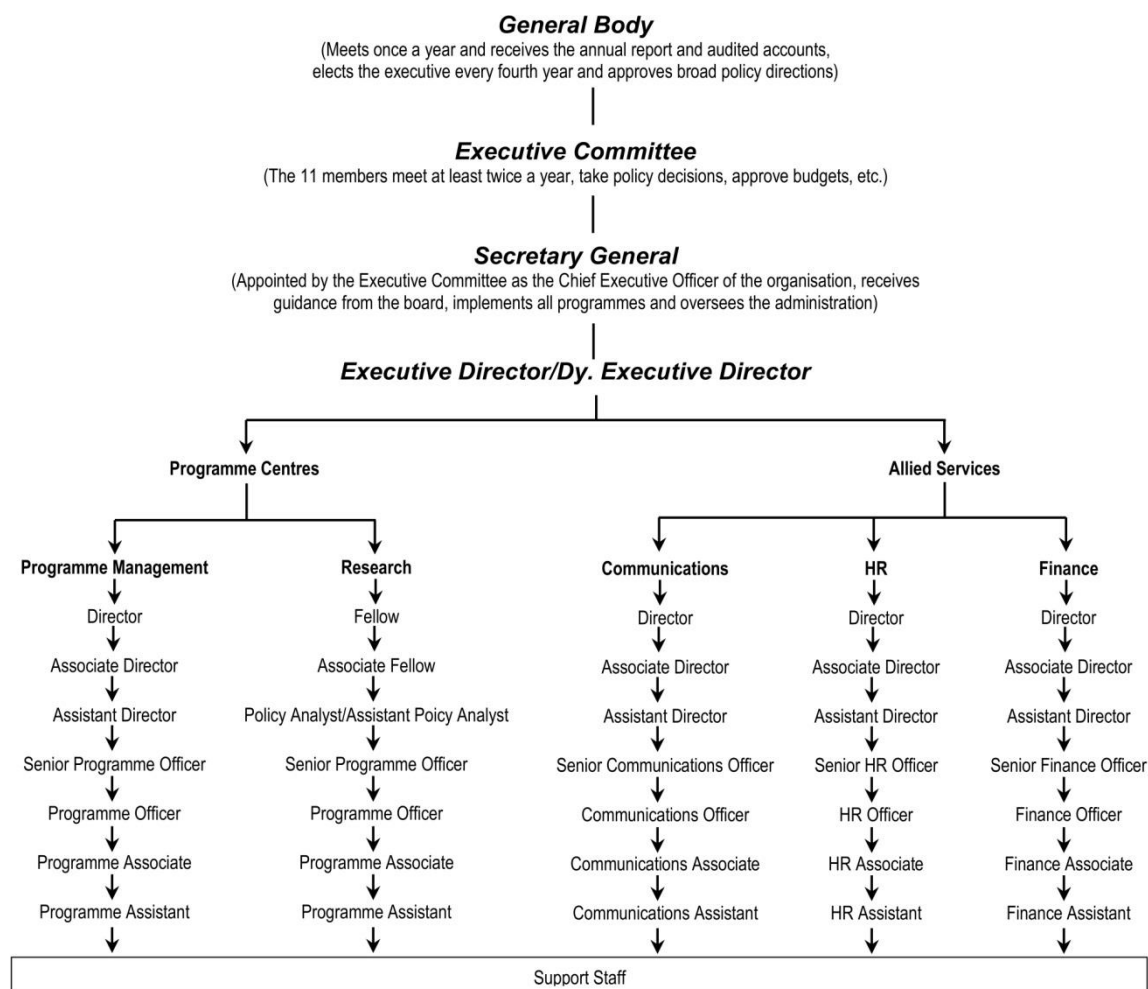 General Body
(Meets once a year and receives the annual report and audited accounts,
elects the executive every fourth year and approves broad policy directions)
Executive Committee
(The 11 members meet at least twice a year, take policy decisions, approve budgets, etc.)
Secretary General
(Appointed by the Executive Committee as the Chief Executive Officer of the organisation, receives
guidance from the board, implements all programmes and oversees the administration)
Executive Director/Dy. Executive Director
Programme Centres
Allied Services
Programme Management
Director
Associate Director
Assistant Director
Senior Programme Officer
Programme Officer
Programme Associate
Programme Assistant
Research
Fellow
Associate Fellow
Policy Analyst/Assistant Poicy Analyst
Senior Programme Officer
Programme Officer
Programme Associate
Programme Assistant
Communications
Director
Associate Director
Assistant Director
Senior Communications Officer
Communications Officer
Communications Associate
Communications Assistant
HR
Director
Associate Director
Assistant Director
Senior HR Officer
HR Officer
HR Associate
HR Assistant
Finance
Director
Associate Director
Assistant Director
Senior Finance Officer
Finance Officer
Finance Associate
Finance Assistant
Support Staff